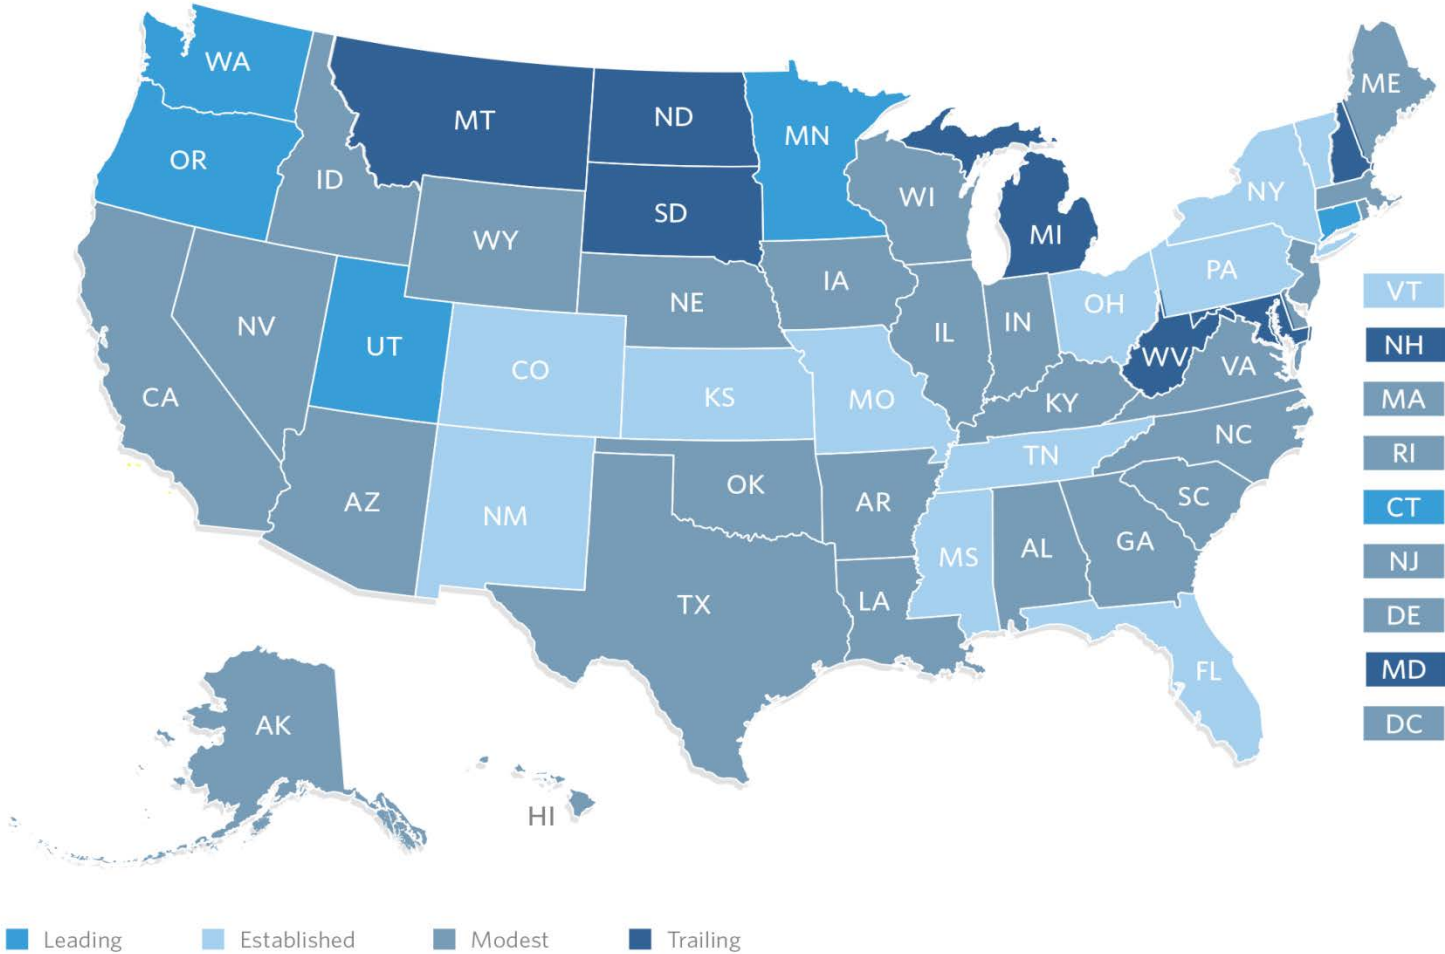 WA
ME
MT
ND
MN
OR
ID
WI
NY
SD
MI
WY
PA
IA
VT
NE
OH
NV
IL
IN
UT
NH
WV
VA
CO
KS
MO
MA
CA
KY
NC
TN
RI
OK
AZ
AR
SC
CT
NM
MS
AL
GA
NJ
TX
LA
DE
FL
MD
AK
DC
HI
Leading
Established
Modest
Trailing